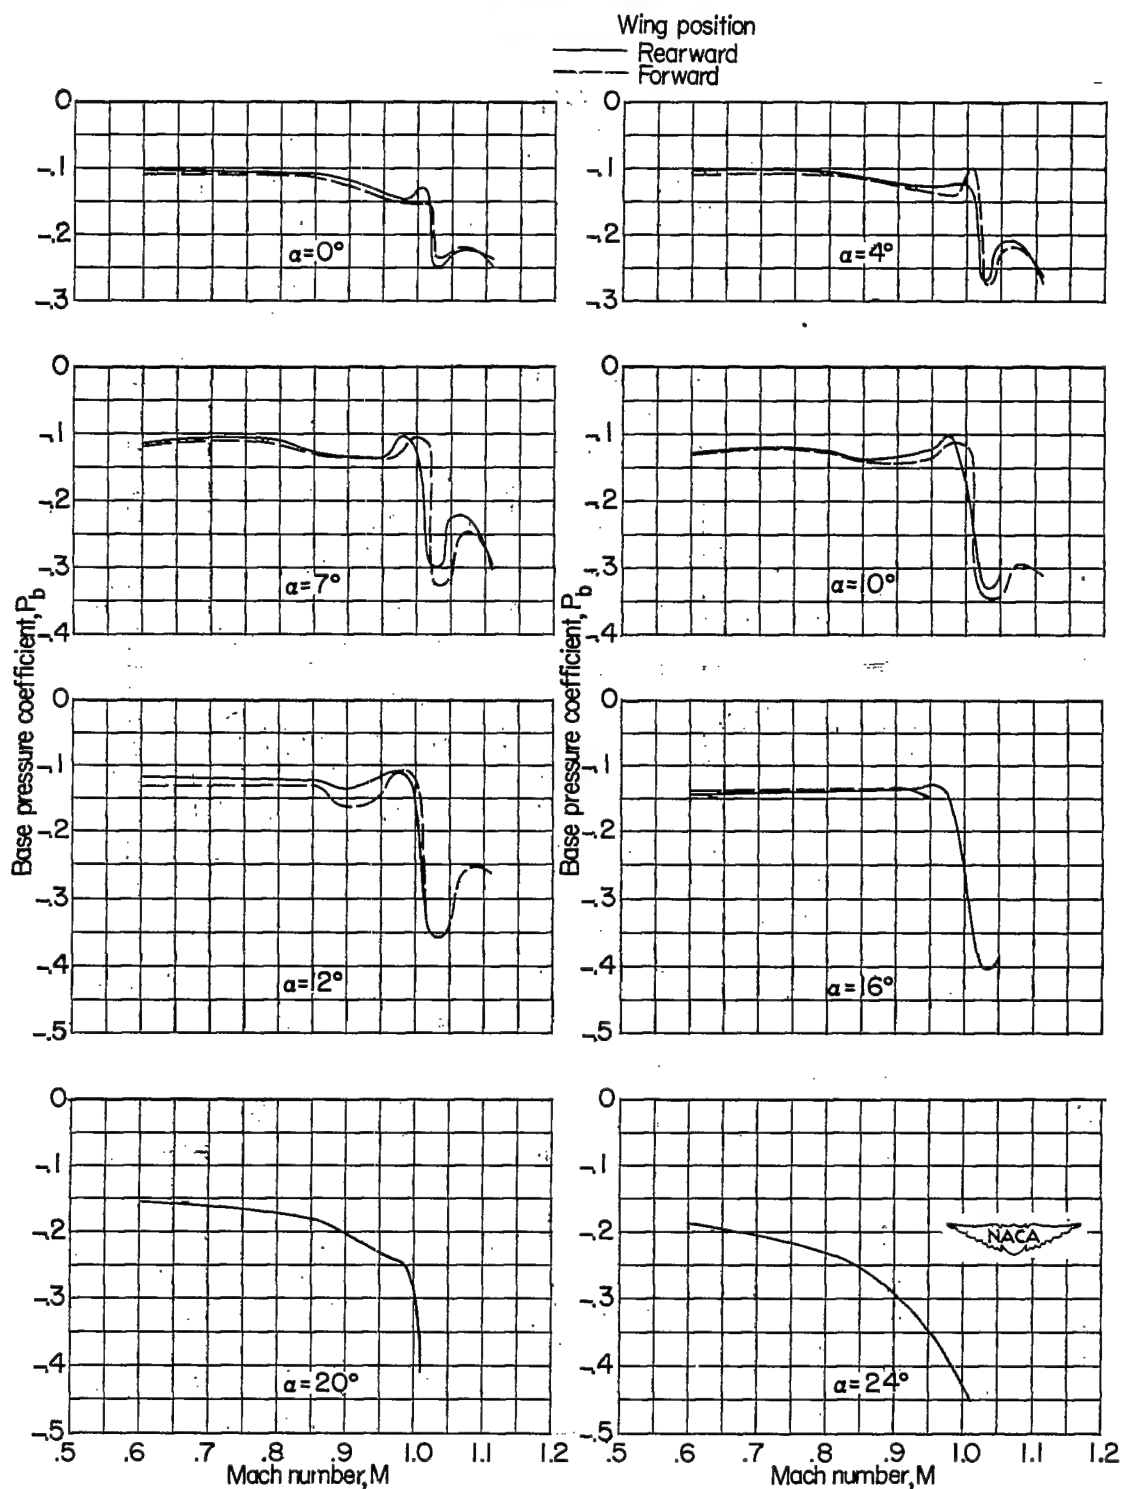 Wing position
Rearward
Forward
0
-.1
-.2
-.3
α=0°
0
-.1
-.2
-.3
α=4°
0
-.1
-.2
-.3
-.4
α=7°
0
-.1
-.2
-.3
-.4
α=10°
Base pressure coefficient, P_b
Base pressure coefficient, P_b
0
-.1
-.2
-.3
-.4
-.5
α=12°
0
-.1
-.2
-.3
-.4
-.5
α=16°
0
-.1
-.2
-.3
-.4
-.5
α=20°
0
-.1
-.2
-.3
-.4
-.5
α=24°
NACA
.5 .6 .7 .8 .9 1.0 1.1 1.2
Mach number, M
.5 .6 .7 .8 .9 1.0 1.1 1.2
Mach number, M